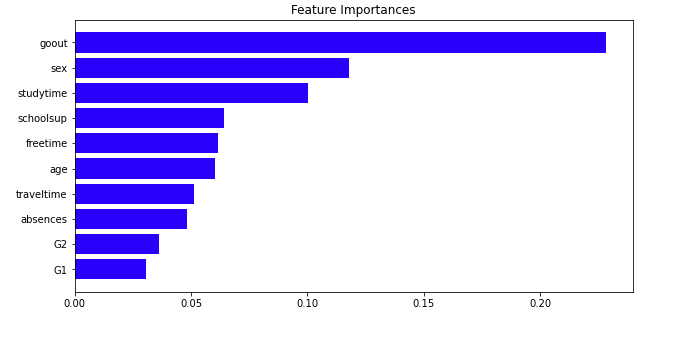 Feature Importances
goout
sex
studytime
schoolsup
freetime
age
traveltime
absences
G2
G1
0.00 0.05 0.10 0.15 0.20